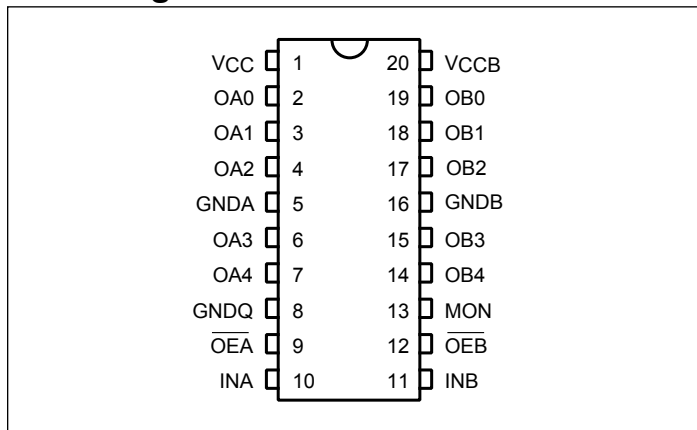 VCC 1 20 VCCB
OA0 2 19 OB0
OA1 3 18 OB1
OA2 4 17 OB2
GNDA 5 16 GNDB
OA3 6 15 OB3
OA4 7 14 OB4
GNDQ 8 13 MON
O̅E̅A̅ 9 12 O̅E̅B̅
INA 10 11 INB